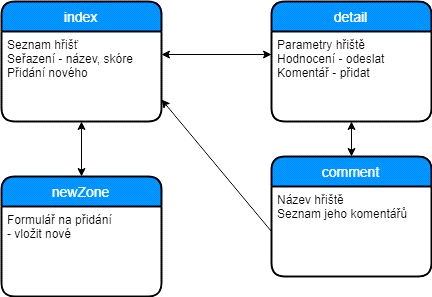 index
Seznam hřišť
Seřazení - název, skóre
Přidání nového
detail
Parametry hřiště
Hodnocení - odeslat
Komentář - přidat
newZone
Formulář na přidání
- vložit nové
comment
Název hřiště
Seznam jeho komentářů